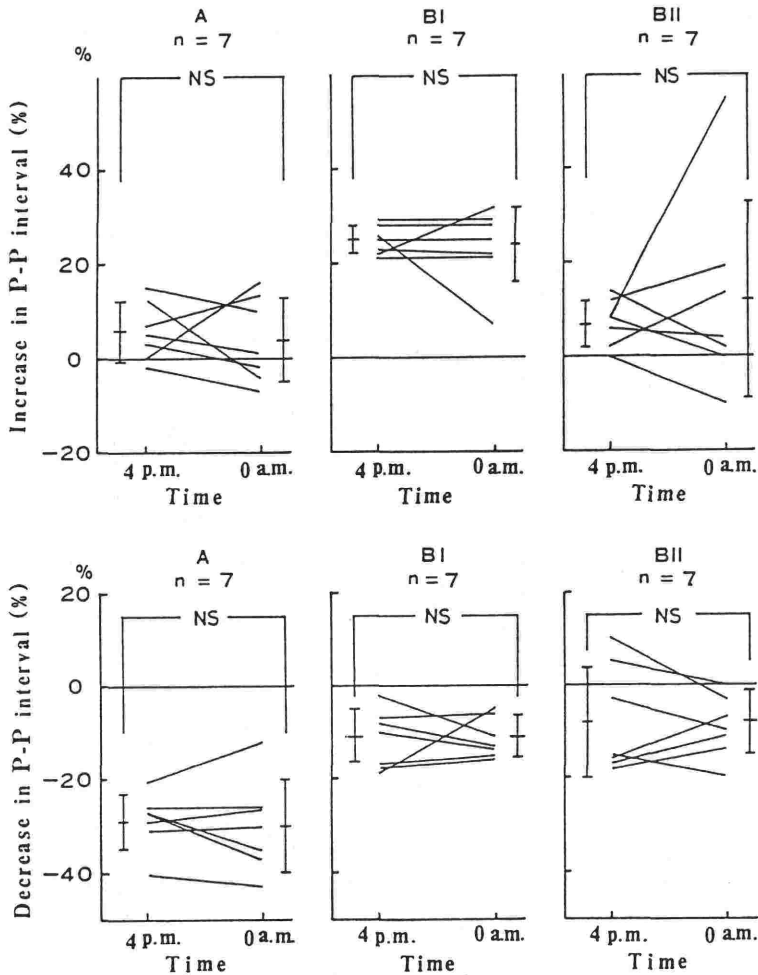 A BI BII
n = 7 n = 7 n = 7
%
NS NS NS
Increase in P-P interval (%)
40
20
0
−20
4 p.m. 0 a.m. 4 p.m. 0 a.m. 4 p.m. 0 a.m.
Time Time Time
A BI BII
n = 7 n = 7 n = 7
%
20
NS NS NS
Decrease in P-P interval (%)
0
−20
−40
4 p.m. 0 a.m. 4 p.m. 0 a.m. 4 p.m. 0 a.m.
Time Time Time